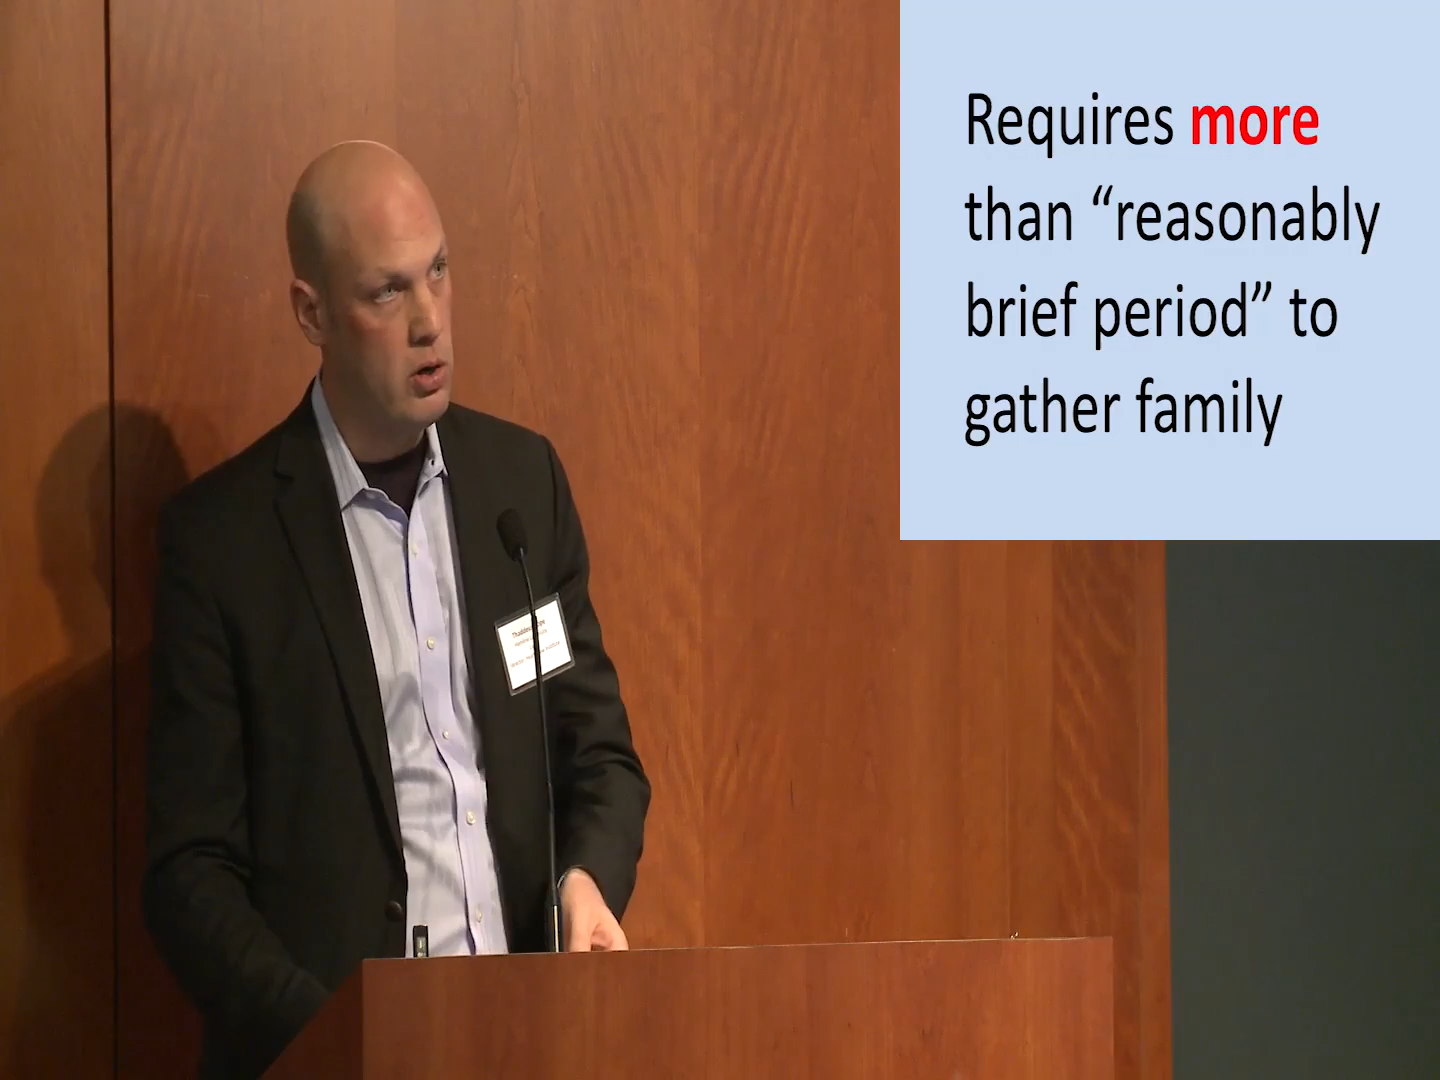 Requires more
than “reasonably
brief period” to
gather family